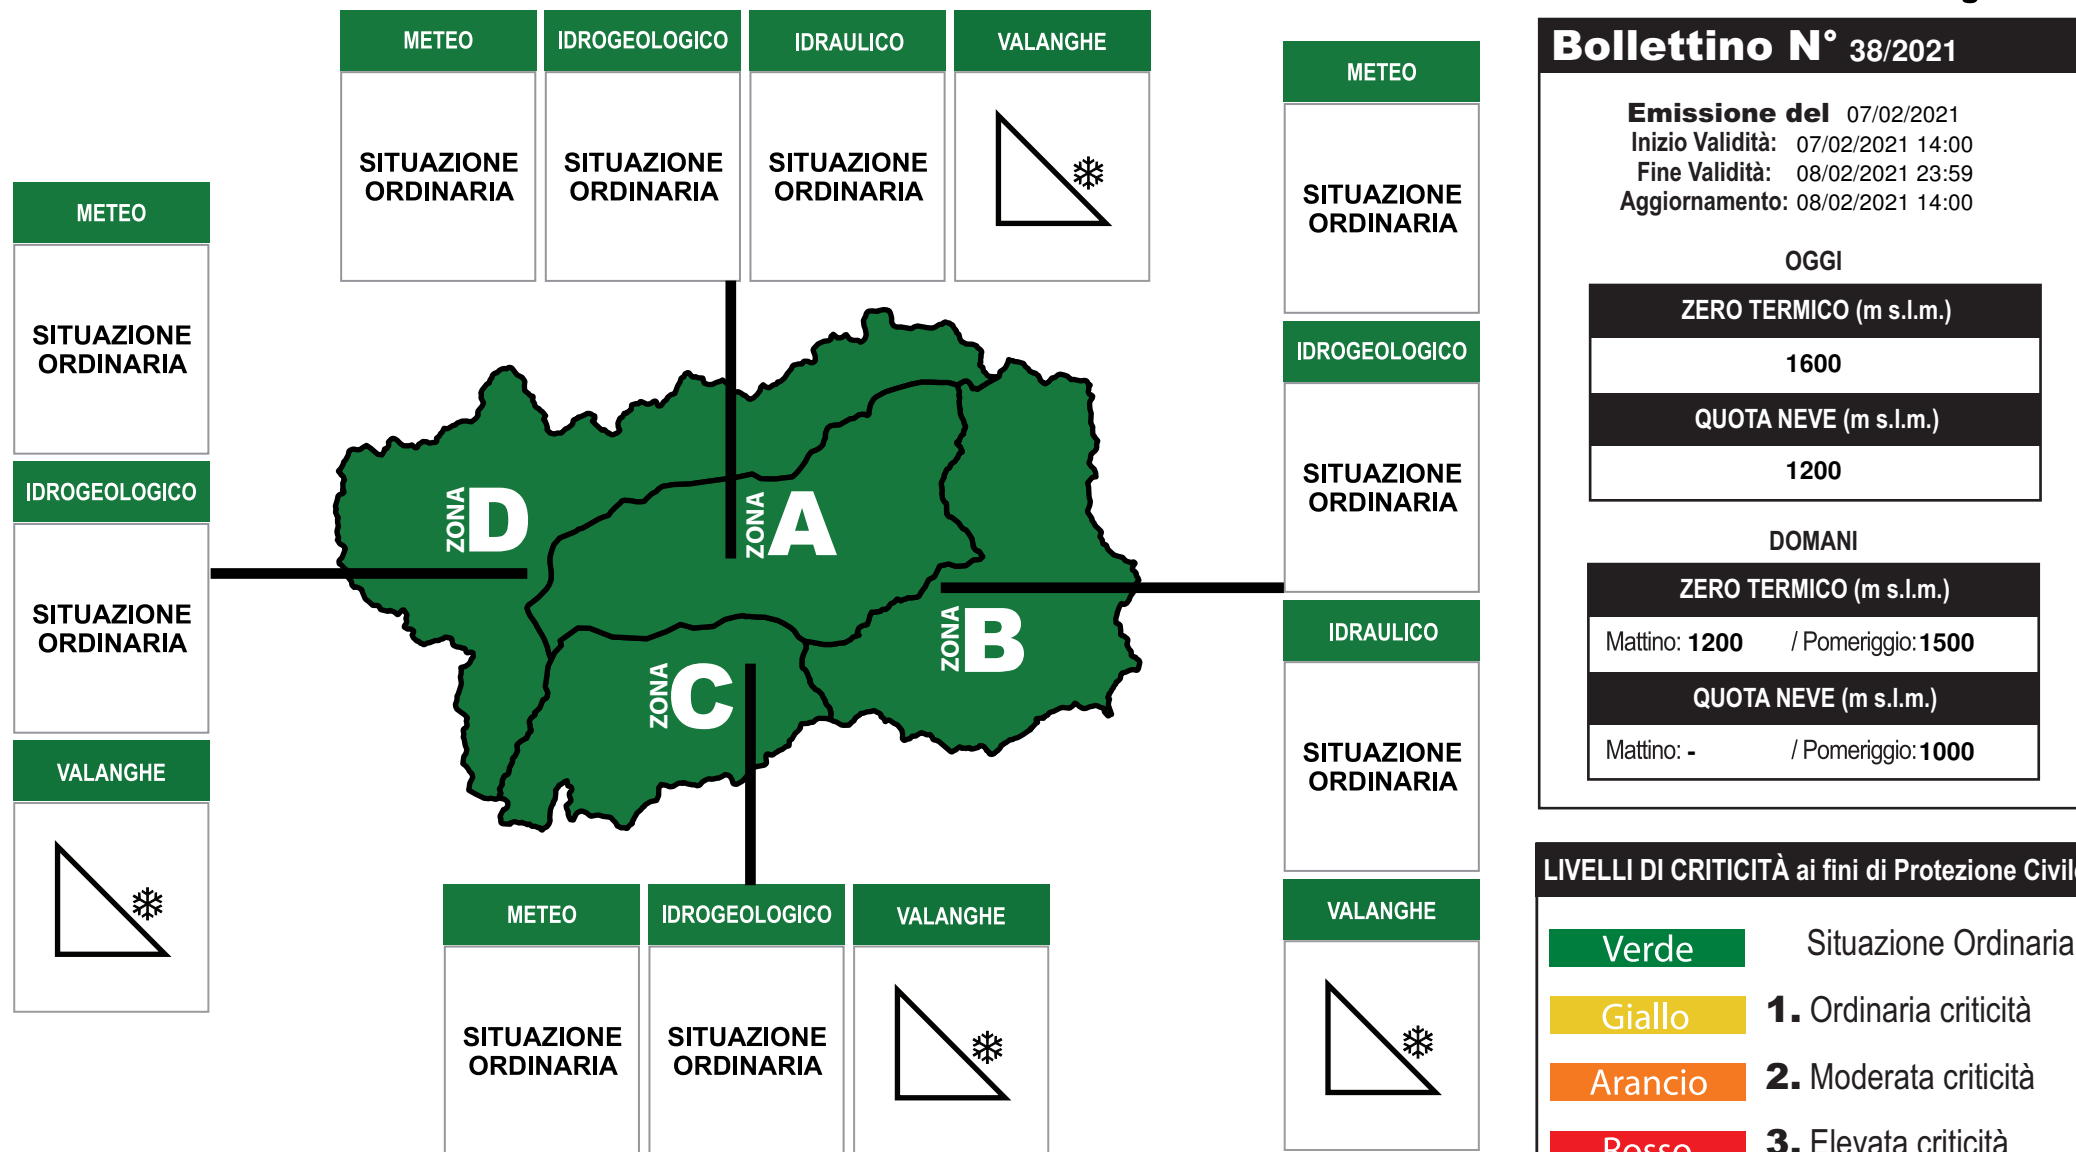 METEO
IDROGEOLOGICO
IDRAULICO
VALANGHE
SITUAZIONE
ORDINARIA
SITUAZIONE
ORDINARIA
SITUAZIONE
ORDINARIA
METEO
SITUAZIONE
ORDINARIA
IDROGEOLOGICO
SITUAZIONE
ORDINARIA
VALANGHE
ZONA D
ZONA A
ZONA B
ZONA C
METEO
IDROGEOLOGICO
VALANGHE
SITUAZIONE
ORDINARIA
SITUAZIONE
ORDINARIA
METEO
SITUAZIONE
ORDINARIA
IDROGEOLOGICO
SITUAZIONE
ORDINARIA
IDRAULICO
SITUAZIONE
ORDINARIA
VALANGHE
Bollettino N° 38/2021
Emissione del 07/02/2021
Inizio Validità: 07/02/2021 14:00
Fine Validità: 08/02/2021 23:59
Aggiornamento: 08/02/2021 14:00
OGGI
ZERO TERMICO (m s.l.m.)
1600
QUOTA NEVE (m s.l.m.)
1200
DOMANI
ZERO TERMICO (m s.l.m.)
Mattino: 1200 / Pomeriggio: 1500
QUOTA NEVE (m s.l.m.)
Mattino: - / Pomeriggio: 1000
LIVELLI DI CRITICITÀ ai fini di Protezione Civile
Verde Situazione Ordinaria
Giallo 1. Ordinaria criticità
Arancio 2. Moderata criticità
Rosso 3. Elevata criticità